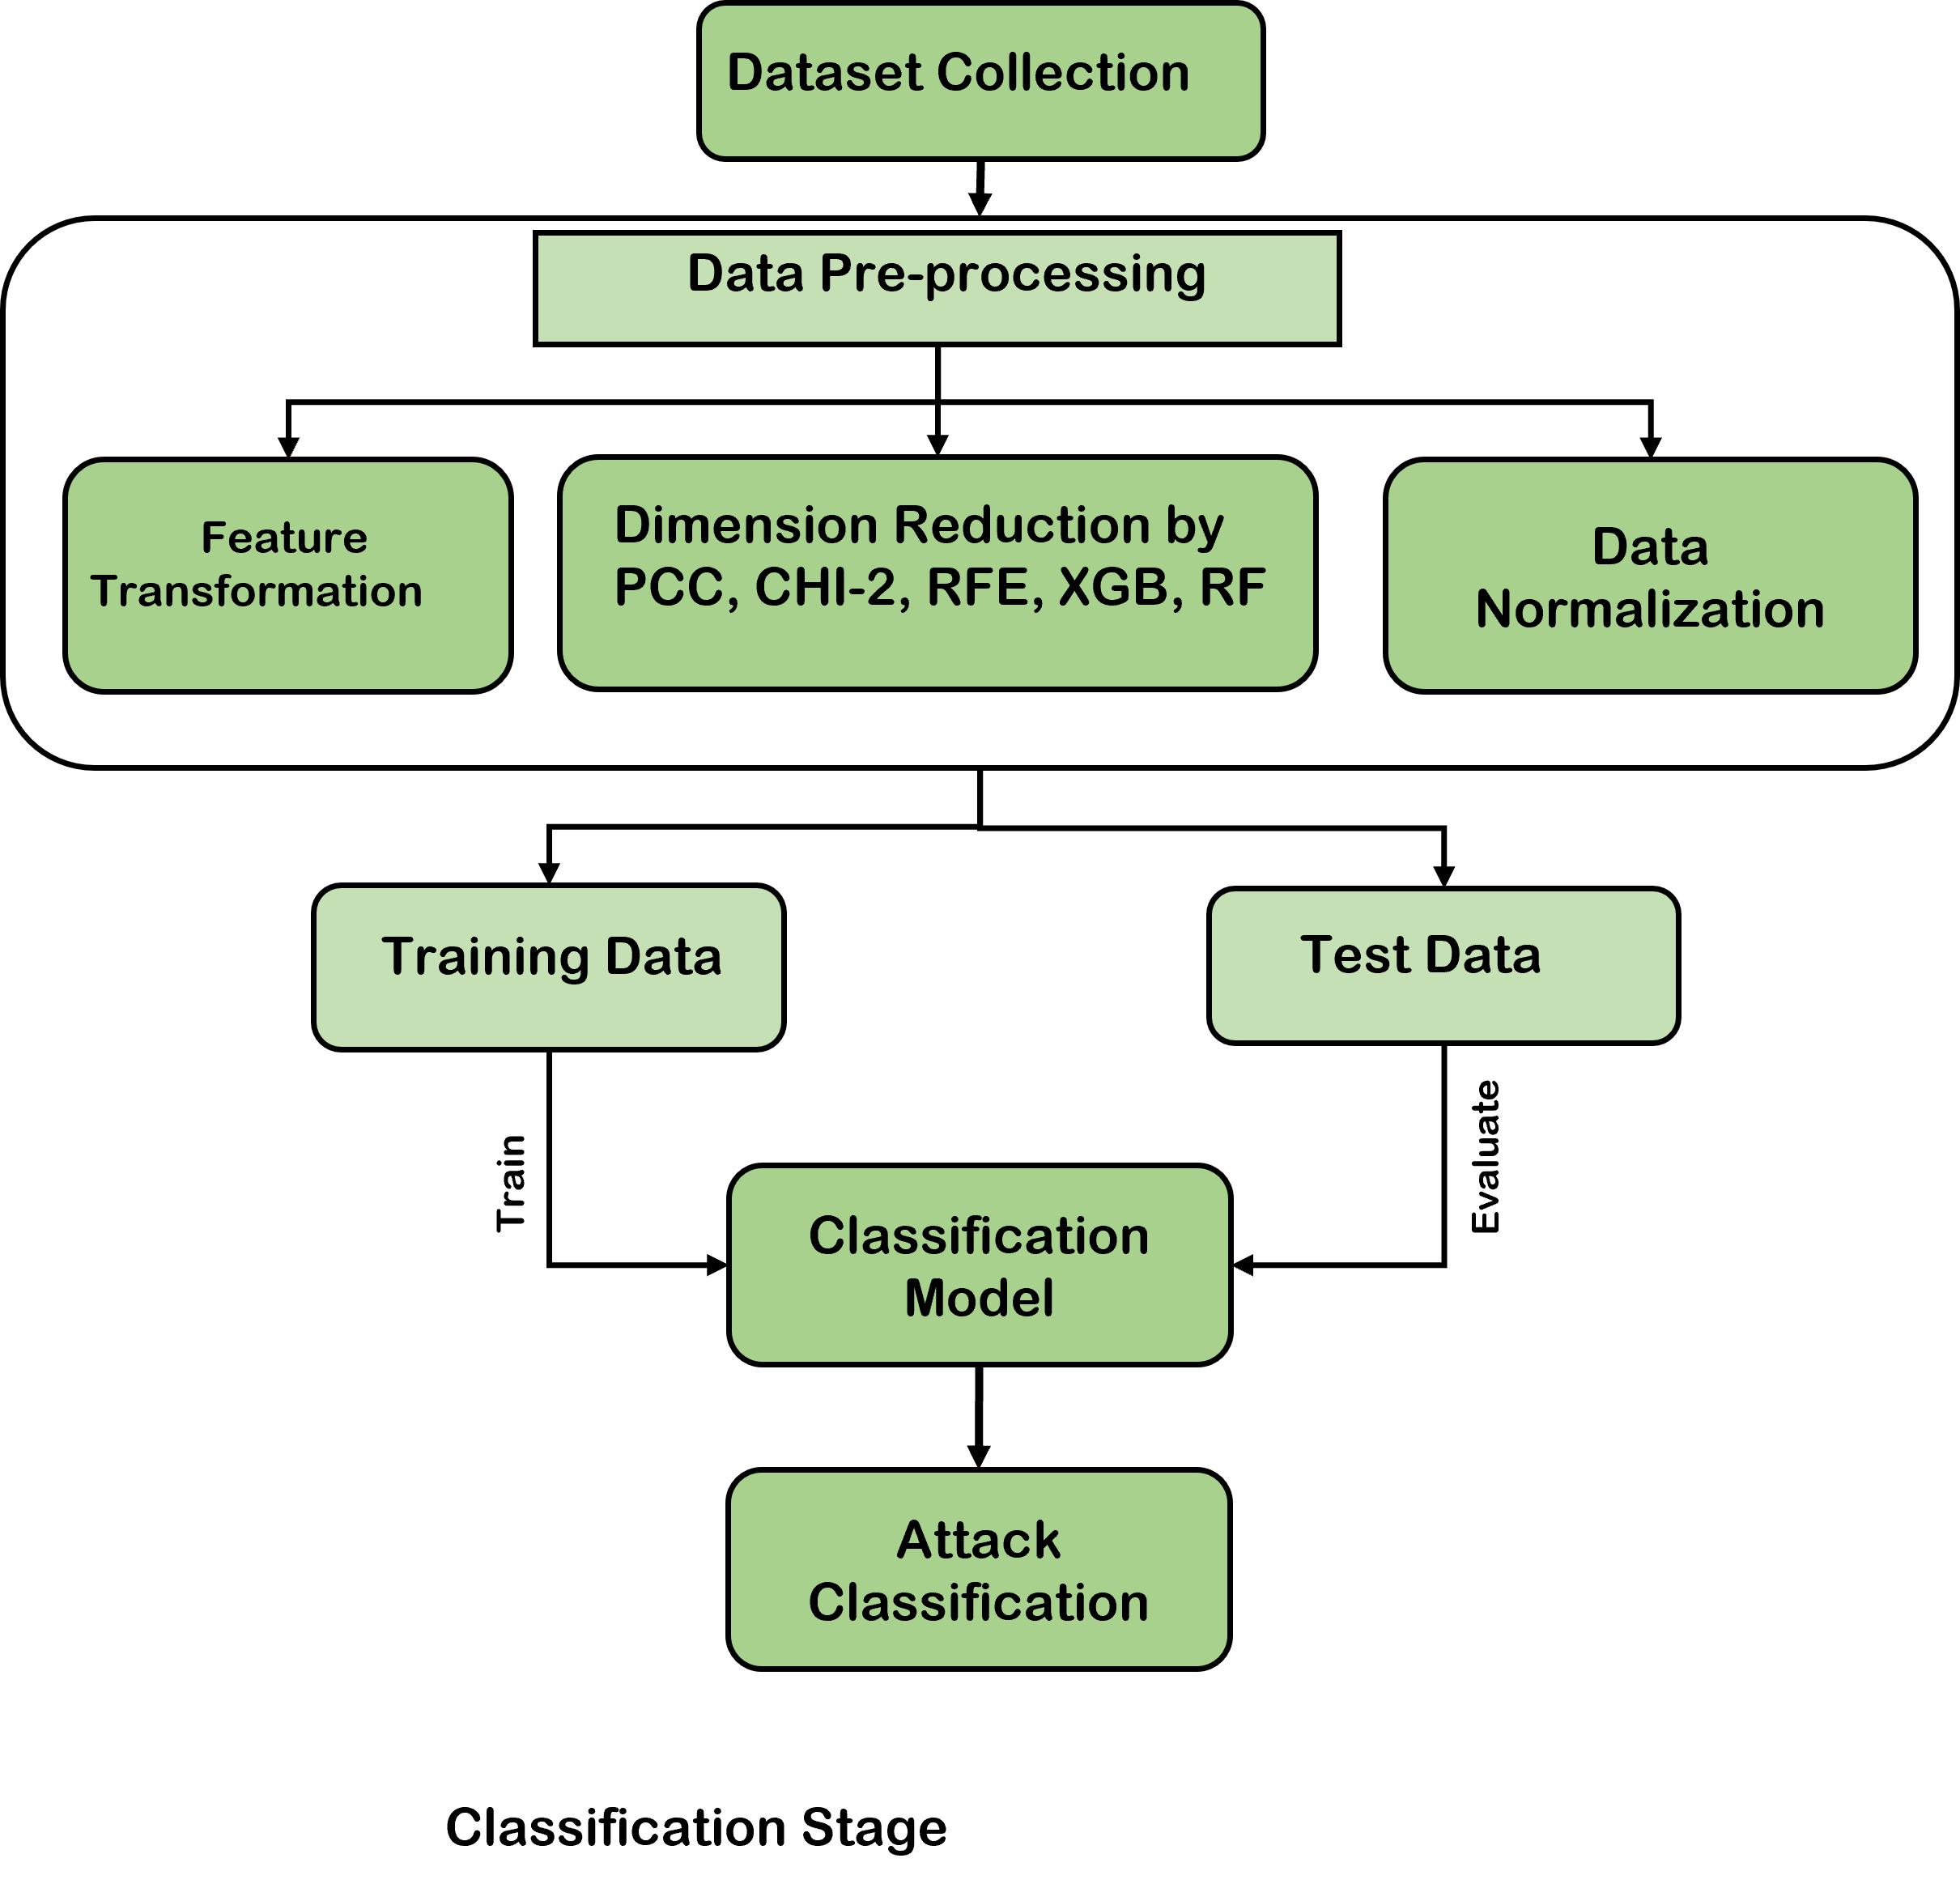 Dataset Collection
Data Pre-processing
Feature
Transformation
Dimension Reduction by
PCC, CHI-2, RFE, XGB, RF
Data
Normalization
Training Data
Test Data
Train
Evaluate
Classification
Model
Attack
Classification
Classification Stage